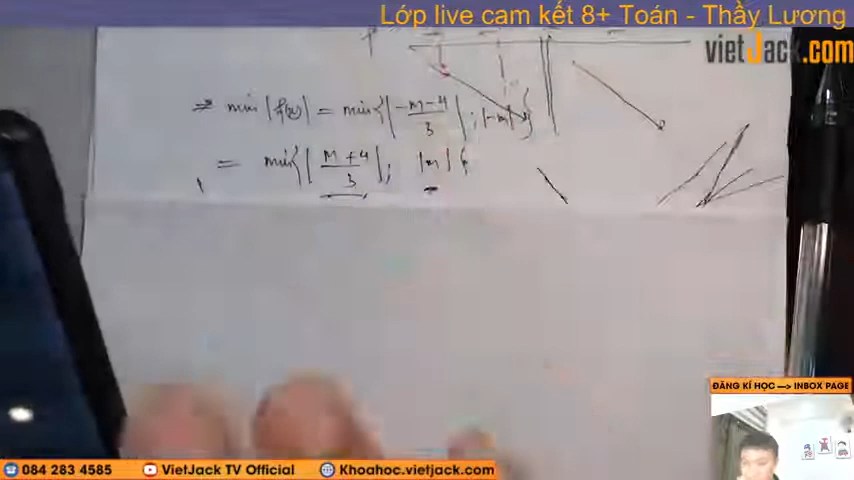 Lớp live cam kết 8+ Toán - Thầy Lương
vietJack.com
⇒ min |f(x)| = min{|(-m-4)/3|; |-m|}
= min{|(m+4)/3|; |m|}
ĐĂNG KÍ HỌC --> INBOX PAGE
084 283 4585 VietJack TV Official Khoahoc.vietjack.com